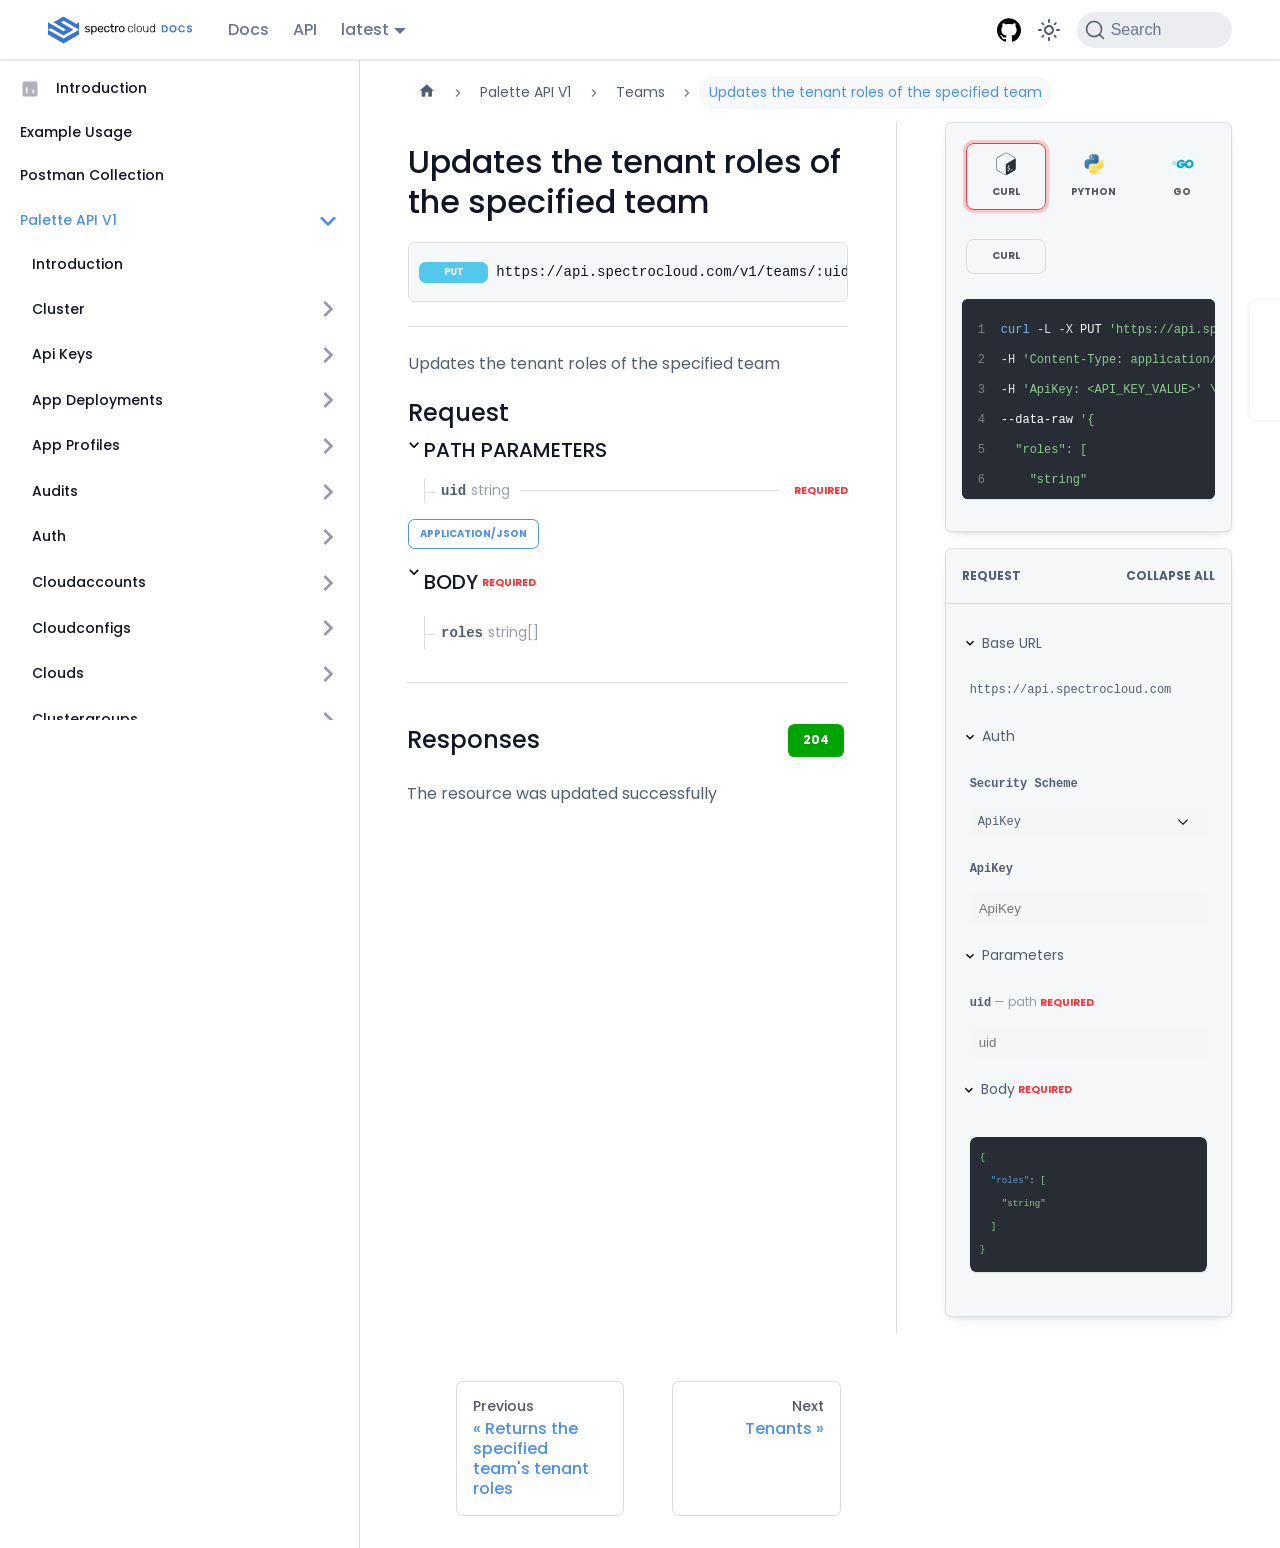 spectro cloud DOCS
Docs
API
latest
Search
Introduction
Example Usage
Postman Collection
Palette API V1
Introduction
Cluster
Api Keys
App Deployments
App Profiles
Audits
Auth
Cloudaccounts
Cloudconfigs
Clouds
Clustergroups
Palette API V1
Teams
Updates the tenant roles of the specified team
Updates the tenant roles of
the specified team
PUT https://api.spectrocloud.com/v1/teams/:uid
Updates the tenant roles of the specified team
Request
PATH PARAMETERS
uid string REQUIRED
APPLICATION/JSON
BODY REQUIRED
roles string[]
Responses
204
The resource was updated successfully
CURL
PYTHON
GO
CURL
1 curl -L -X PUT 'https://api.sp
2 -H 'Content-Type: application/
3 -H 'ApiKey: <API_KEY_VALUE>' \
4 --data-raw '{
5 "roles": [
6 "string"
REQUEST
COLLAPSE ALL
Base URL
https://api.spectrocloud.com
Auth
Security Scheme
ApiKey
ApiKey
ApiKey
Parameters
uid — path REQUIRED
uid
Body REQUIRED
{
"roles": [
"string"
]
}
Previous
« Returns the
specified
team's tenant
roles
Next
Tenants »